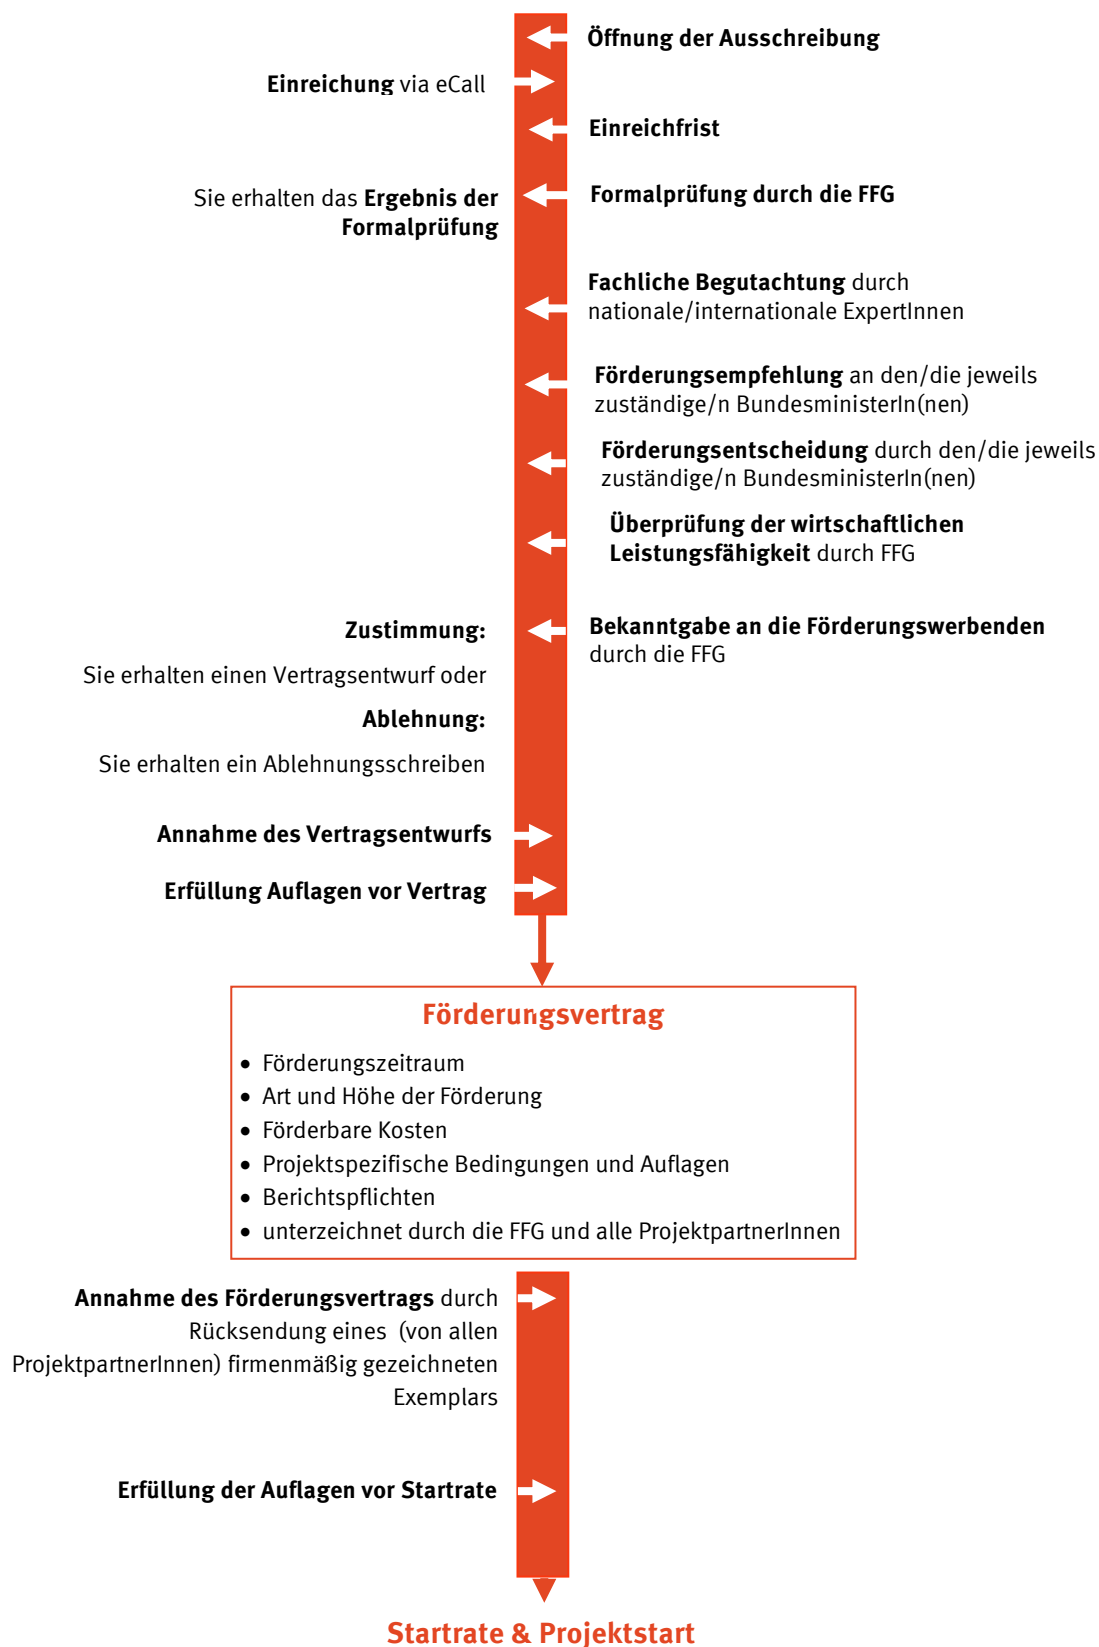 Öffnung der Ausschreibung
Einreichung via eCall
Einreichfrist
Sie erhalten das Ergebnis der
Formalprüfung
Formalprüfung durch die FFG
Fachliche Begutachtung durch
nationale/internationale ExpertInnen
Förderungsempfehlung an den/die jeweils
zuständige/n BundesministerIn(nen)
Förderungsentscheidung durch den/die jeweils
zuständige/n BundesministerIn(nen)
Überprüfung der wirtschaftlichen
Leistungsfähigkeit durch FFG
Bekanntgabe an die Förderungswerbenden
durch die FFG
Zustimmung:
Sie erhalten einen Vertragsentwurf oder
Ablehnung:
Sie erhalten ein Ablehnungsschreiben
Annahme des Vertragsentwurfs
Erfüllung Auflagen vor Vertrag
Förderungsvertrag
• Förderungszeitraum
• Art und Höhe der Förderung
• Förderbare Kosten
• Projektspezifische Bedingungen und Auflagen
• Berichtspflichten
• unterzeichnet durch die FFG und alle ProjektpartnerInnen
Annahme des Förderungsvertrags durch
Rücksendung eines (von allen
ProjektpartnerInnen) firmenmäßig gezeichneten
Exemplars
Erfüllung der Auflagen vor Startrate
Startrate & Projektstart